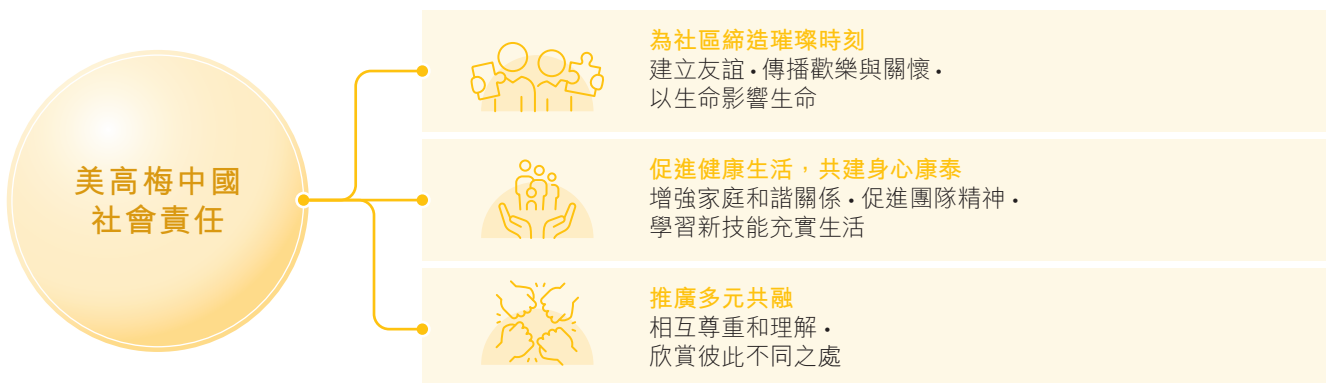 美高梅中國
社會責任
為社區締造璀璨時刻
建立友誼•傳播歡樂與關懷•
以生命影響生命
促進健康生活，共建身心康泰
增強家庭和諧關係•促進團隊精神•
學習新技能充實生活
推廣多元共融
相互尊重和理解•
欣賞彼此不同之處